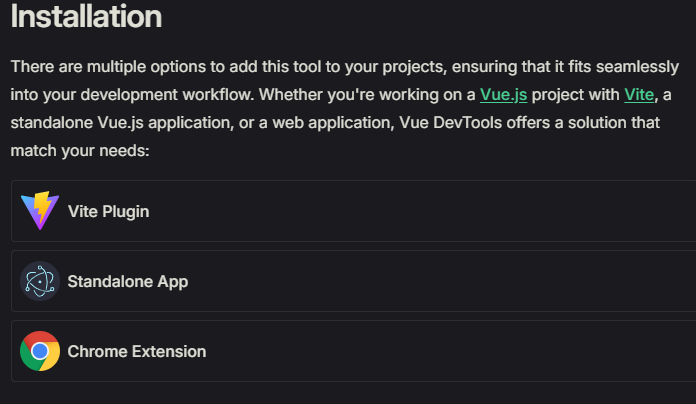 Installation
There are multiple options to add this tool to your projects, ensuring that it fits seamlessly
into your development workflow. Whether you're working on a Vue.js project with Vite, a
standalone Vue.js application, or a web application, Vue DevTools offers a solution that
match your needs:
Vite Plugin
Standalone App
Chrome Extension